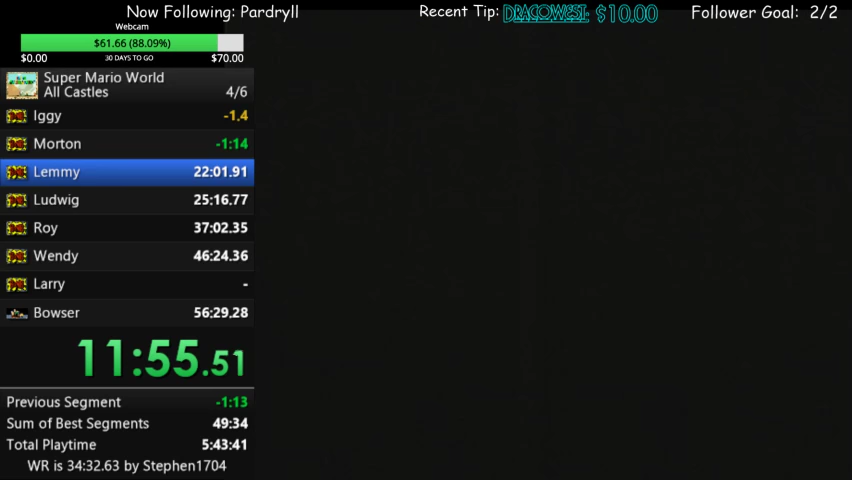 Now Following: Pardryll
Recent Tip: DRACOWEST: $10.00
Follower Goal: 2/2
Webcam
$61.66 (88.09%)
$0.00 30 DAYS TO GO $70.00
Super Mario World
All Castles 4/6
Iggy -1.4
Morton -1:14
Lemmy 22:01.91
Ludwig 25:16.77
Roy 37:02.35
Wendy 46:24.36
Larry -
Bowser 56:29.28
11:55.51
Previous Segment -1:13
Sum of Best Segments 49:34
Total Playtime 5:43:41
WR is 34:32.63 by Stephen1704